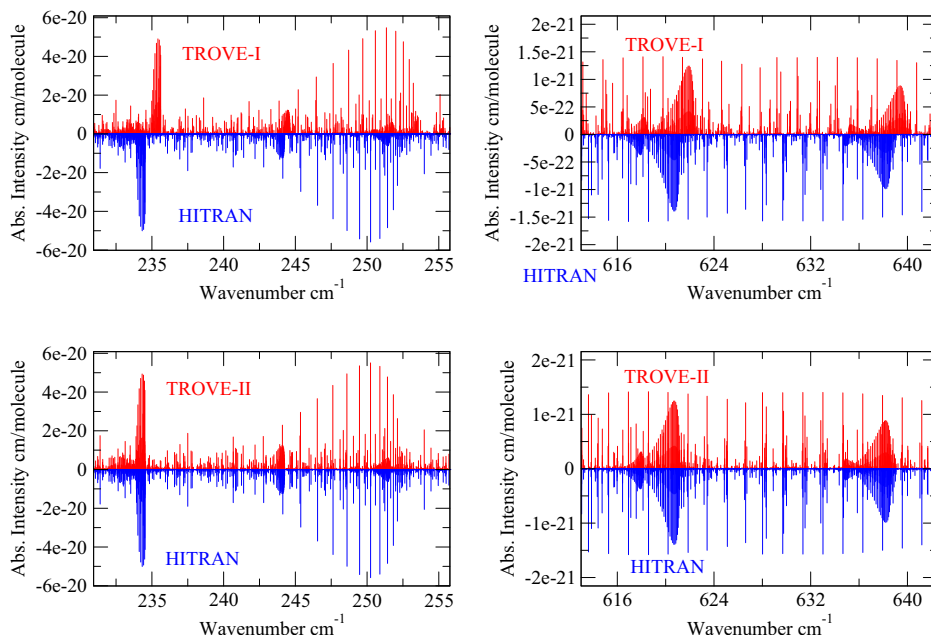 6e-20
4e-20
2e-20
0
-2e-20
-4e-20
-6e-20
Abs. Intensity cm/molecule
TROVE-I
HITRAN
235 240 245 250 255
Wavenumber cm-1
2e-21
1.5e-21
1e-21
5e-22
0
-5e-22
-1e-21
-1.5e-21
-2e-21
Abs. Intensity cm/molecule
TROVE-I
HITRAN
616 624 632 640
Wavenumber cm-1
6e-20
4e-20
2e-20
0
-2e-20
-4e-20
-6e-20
Abs. Intensity cm/molecule
TROVE-II
HITRAN
235 240 245 250 255
Wavenumber cm-1
2e-21
1e-21
0
-1e-21
-2e-21
Abs. Intensity cm/molecule
TROVE-II
HITRAN
616 624 632 640
Wavenumber cm-1